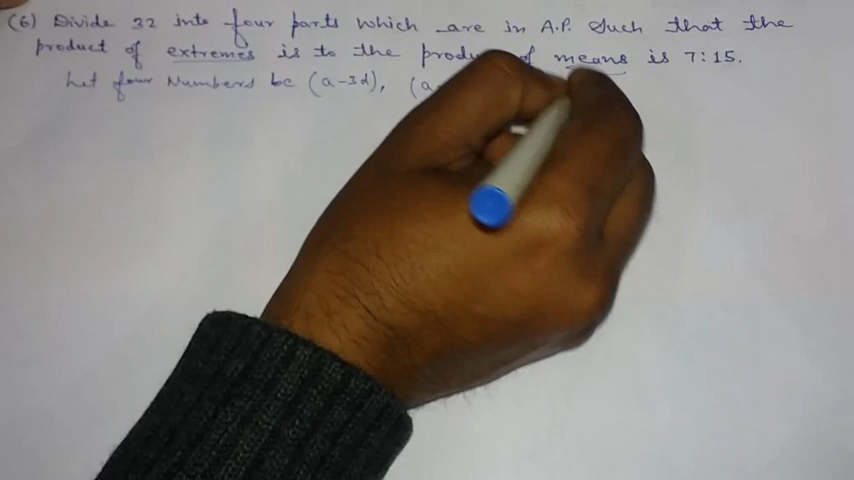 (6) Divide 32 into four parts which are in A.P. Such that the
product of extremes is to the product of means is 7:15.
Let four Numbers be (a-3d), (a-